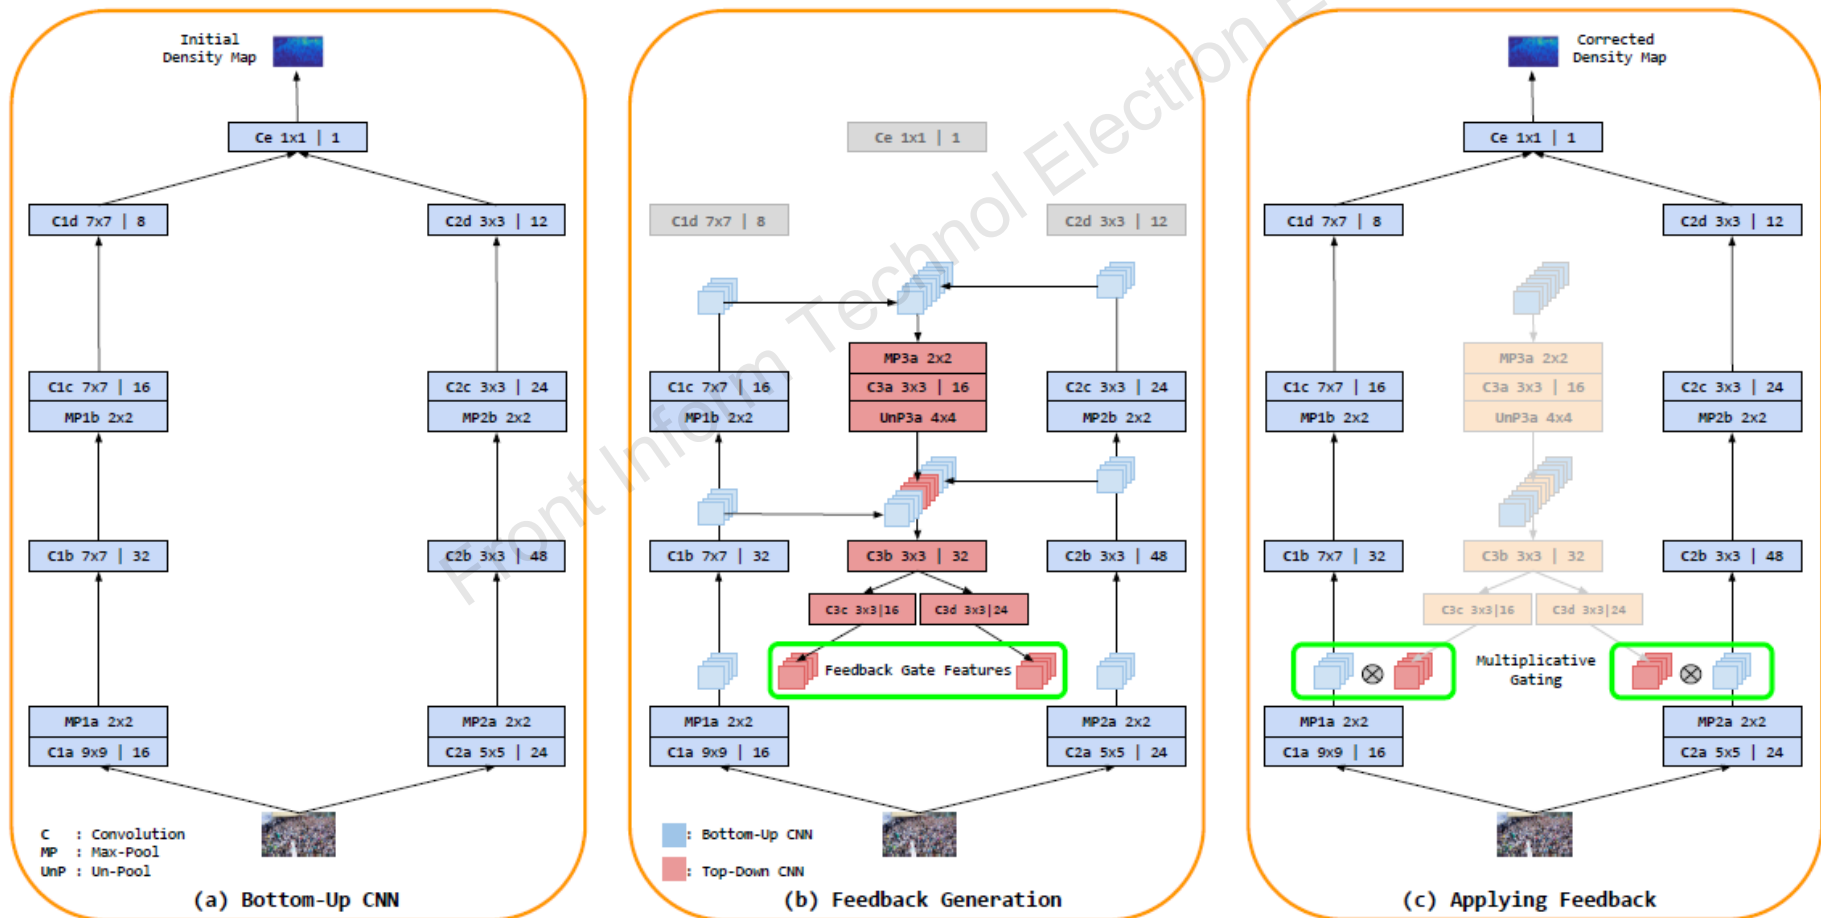 Initial
Density Map
Ce 1x1 | 1
C1d 7x7 | 8
C2d 3x3 | 12
C1c 7x7 | 16
MP1b 2x2
C2c 3x3 | 24
MP2b 2x2
C1b 7x7 | 32
C2b 3x3 | 48
MP1a 2x2
C1a 9x9 | 16
MP2a 2x2
C2a 5x5 | 24
C : Convolution
MP : Max-Pool
UnP : Un-Pool
(a) Bottom-Up CNN
Ce 1x1 | 1
C1d 7x7 | 8
C2d 3x3 | 12
MP3a 2x2
C3a 3x3 | 16
UnP3a 4x4
C1c 7x7 | 16
MP1b 2x2
C2c 3x3 | 24
MP2b 2x2
C1b 7x7 | 32
C3b 3x3 | 32
C2b 3x3 | 48
C3c 3x3|16
C3d 3x3|24
Feedback Gate Features
MP1a 2x2
C1a 9x9 | 16
MP2a 2x2
C2a 5x5 | 24
: Bottom-Up CNN
: Top-Down CNN
(b) Feedback Generation
Corrected
Density Map
Ce 1x1 | 1
C1d 7x7 | 8
C2d 3x3 | 12
MP3a 2x2
C3a 3x3 | 16
UnP3a 4x4
C1c 7x7 | 16
MP1b 2x2
C2c 3x3 | 24
MP2b 2x2
C1b 7x7 | 32
C3b 3x3 | 32
C2b 3x3 | 48
C3c 3x3|16
C3d 3x3|24
Multiplicative
Gating
MP1a 2x2
C1a 9x9 | 16
MP2a 2x2
C2a 5x5 | 24
(c) Applying Feedback
Front Inform Technol Electron E